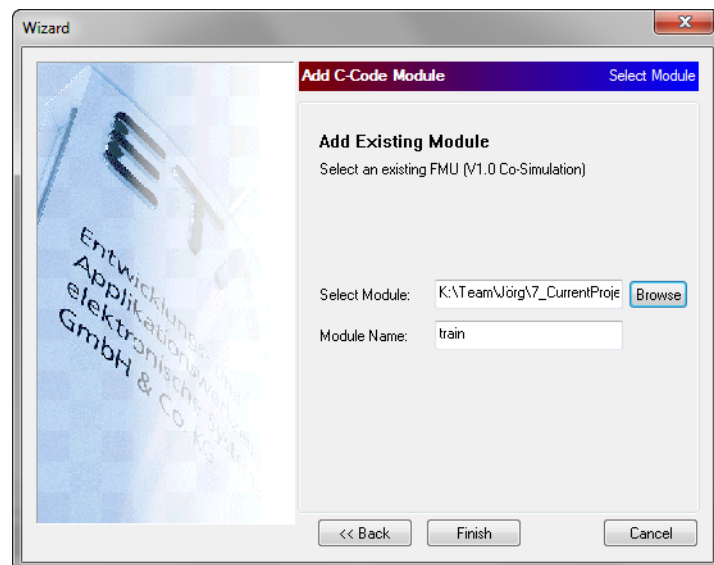 Wizard
Add C-Code Module Select Module
ET
Entwicklungs- und
Applikationswerkzeuge
elektronische Systeme
GmbH & Co. KG
Add Existing Module
Select an existing FMU (V1.0 Co-Simulation)
Select Module: K:\Team\Jörg\7_CurrentProje Browse
Module Name: train
<< Back Finish Cancel